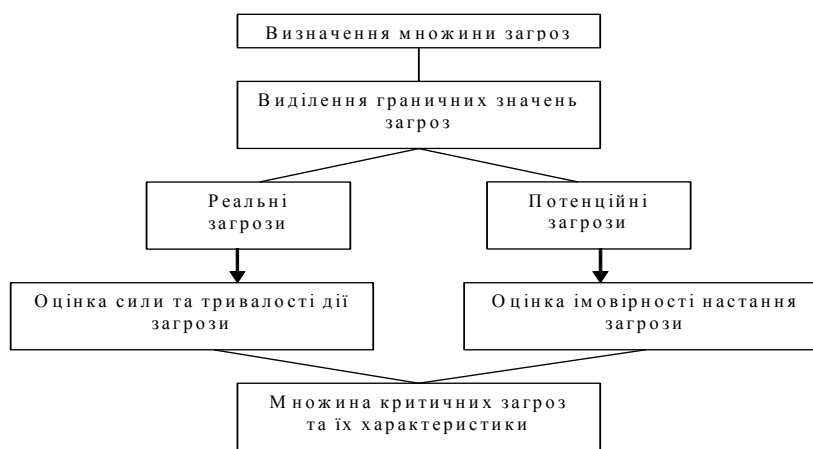 Визначення множини загроз
Виділення граничних значень
загроз
Реальні
загрози
Потенційні
загрози
Оцінка сили та тривалості дії
загрози
Оцінка імовірності настання
загрози
Множина критичних загроз
та їх характеристики